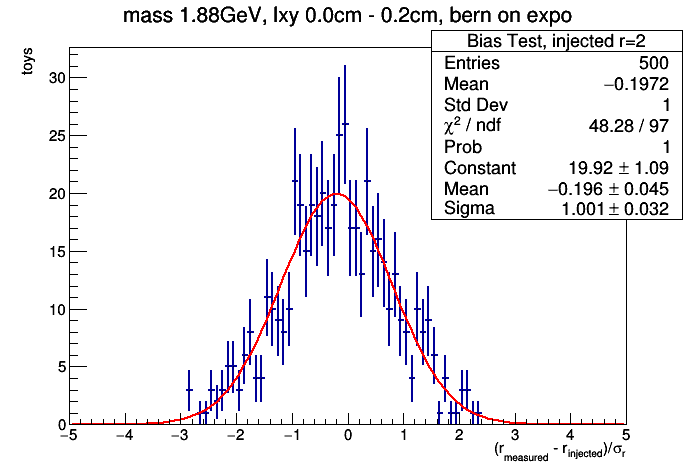 mass 1.88GeV, lxy 0.0cm - 0.2cm, bern on expo
toys
Bias Test, injected r=2
Entries 500
Mean −0.1972
Std Dev 1
χ² / ndf 48.28 / 97
Prob 1
Constant 19.92 ± 1.09
Mean −0.196 ± 0.045
Sigma 1.001 ± 0.032
30
25
20
15
10
5
0
−5 −4 −3 −2 −1 0 1 2 3 4 5
(r_measured - r_injected)/σ_r